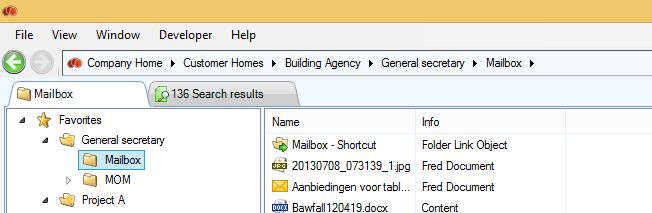 File View Window Developer Help
Company Home Customer Homes Building Agency General secretary Mailbox
Mailbox 136 Search results
Favorites
General secretary
Mailbox
MOM
Project A
Name Info
Mailbox - Shortcut Folder Link Object
20130708_073139_1.jpg Fred Document
Aanbiedingen voor tabl... Fred Document
Bawfall120419.docx Content